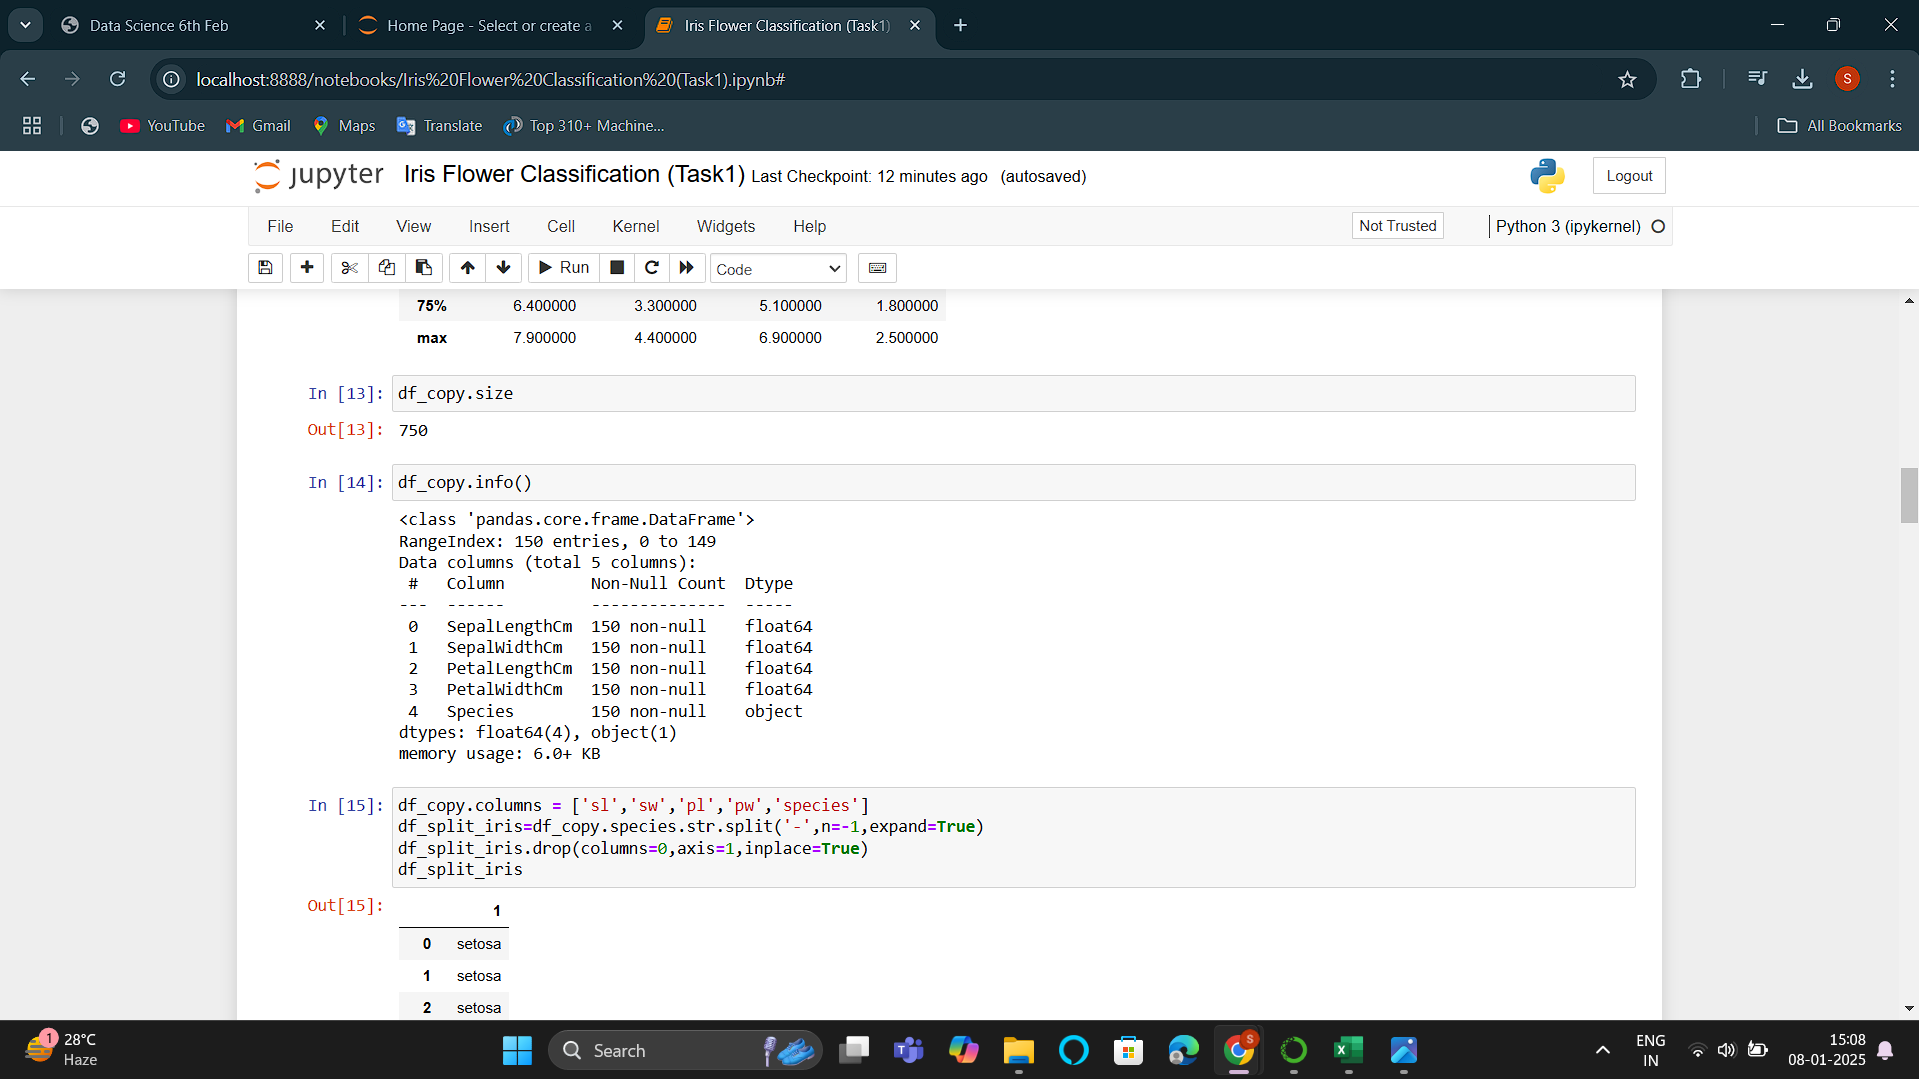 Data Science 6th Feb
Home Page - Select or create a
Iris Flower Classification (Task1)
localhost:8888/notebooks/Iris%20Flower%20Classification%20(Task1).ipynb#
S
YouTube
Gmail
Maps
Translate
Top 310+ Machine...
All Bookmarks
jupyter Iris Flower Classification (Task1) Last Checkpoint: 12 minutes ago (autosaved)
Logout
File Edit View Insert Cell Kernel Widgets Help
Not Trusted
Python 3 (ipykernel)
Run
Code
75% 6.400000 3.300000 5.100000 1.800000
max 7.900000 4.400000 6.900000 2.500000
In [13]: df_copy.size
Out[13]: 750
In [14]: df_copy.info()
<class 'pandas.core.frame.DataFrame'>
RangeIndex: 150 entries, 0 to 149
Data columns (total 5 columns):
 #   Column         Non-Null Count  Dtype
---  ------         --------------  -----
 0   SepalLengthCm  150 non-null    float64
 1   SepalWidthCm   150 non-null    float64
 2   PetalLengthCm  150 non-null    float64
 3   PetalWidthCm   150 non-null    float64
 4   Species        150 non-null    object
dtypes: float64(4), object(1)
memory usage: 6.0+ KB
In [15]: df_copy.columns = ['sl','sw','pl','pw','species']
df_split_iris=df_copy.species.str.split('-',n=-1,expand=True)
df_split_iris.drop(columns=0,axis=1,inplace=True)
df_split_iris
Out[15]:
1
0 setosa
1 setosa
2 setosa
1
28°C
Haze
Search
S
ENG
IN
15:08
08-01-2025